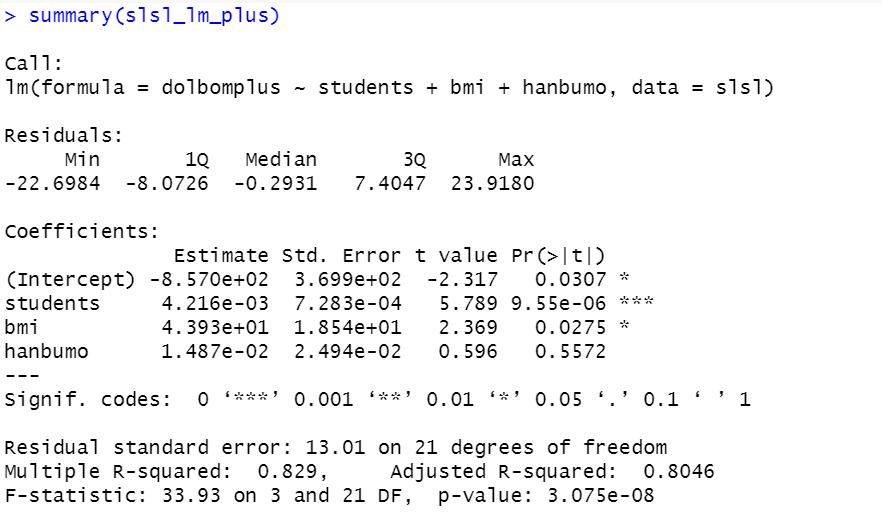 > summary(slsl_lm_plus)
Call:
lm(formula = dolbomplus ~ students + bmi + hanbumo, data = slsl)
Residuals:
     Min       1Q   Median       3Q      Max
-22.6984  -8.0726  -0.2931   7.4047  23.9180
Coefficients:
              Estimate Std. Error t value Pr(>|t|)
(Intercept) -8.570e+02  3.699e+02  -2.317   0.0307 *
students     4.216e-03  7.283e-04   5.789 9.55e-06 ***
bmi          4.393e+01  1.854e+01   2.369   0.0275 *
hanbumo      1.487e-02  2.494e-02   0.596   0.5572
---
Signif. codes:  0 ‘***’ 0.001 ‘**’ 0.01 ‘*’ 0.05 ‘.’ 0.1 ‘ ’ 1
Residual standard error: 13.01 on 21 degrees of freedom
Multiple R-squared:  0.829,     Adjusted R-squared:  0.8046
F-statistic: 33.93 on 3 and 21 DF,  p-value: 3.075e-08